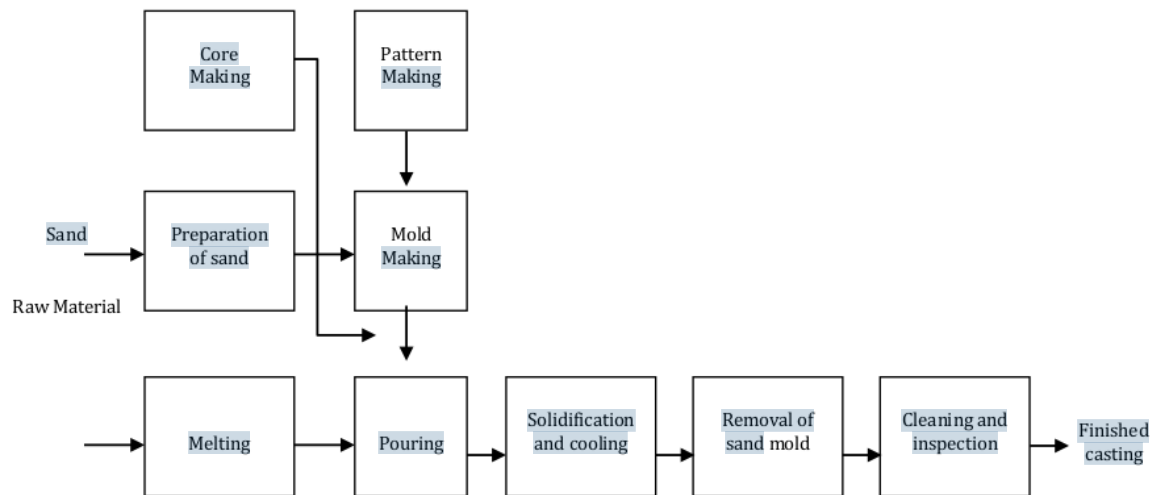 Core
Making
Pattern
Making
Sand
Preparation
of sand
Mold
Making
Raw Material
Melting
Pouring
Solidification
and cooling
Removal of
sand mold
Cleaning and
inspection
Finished
casting